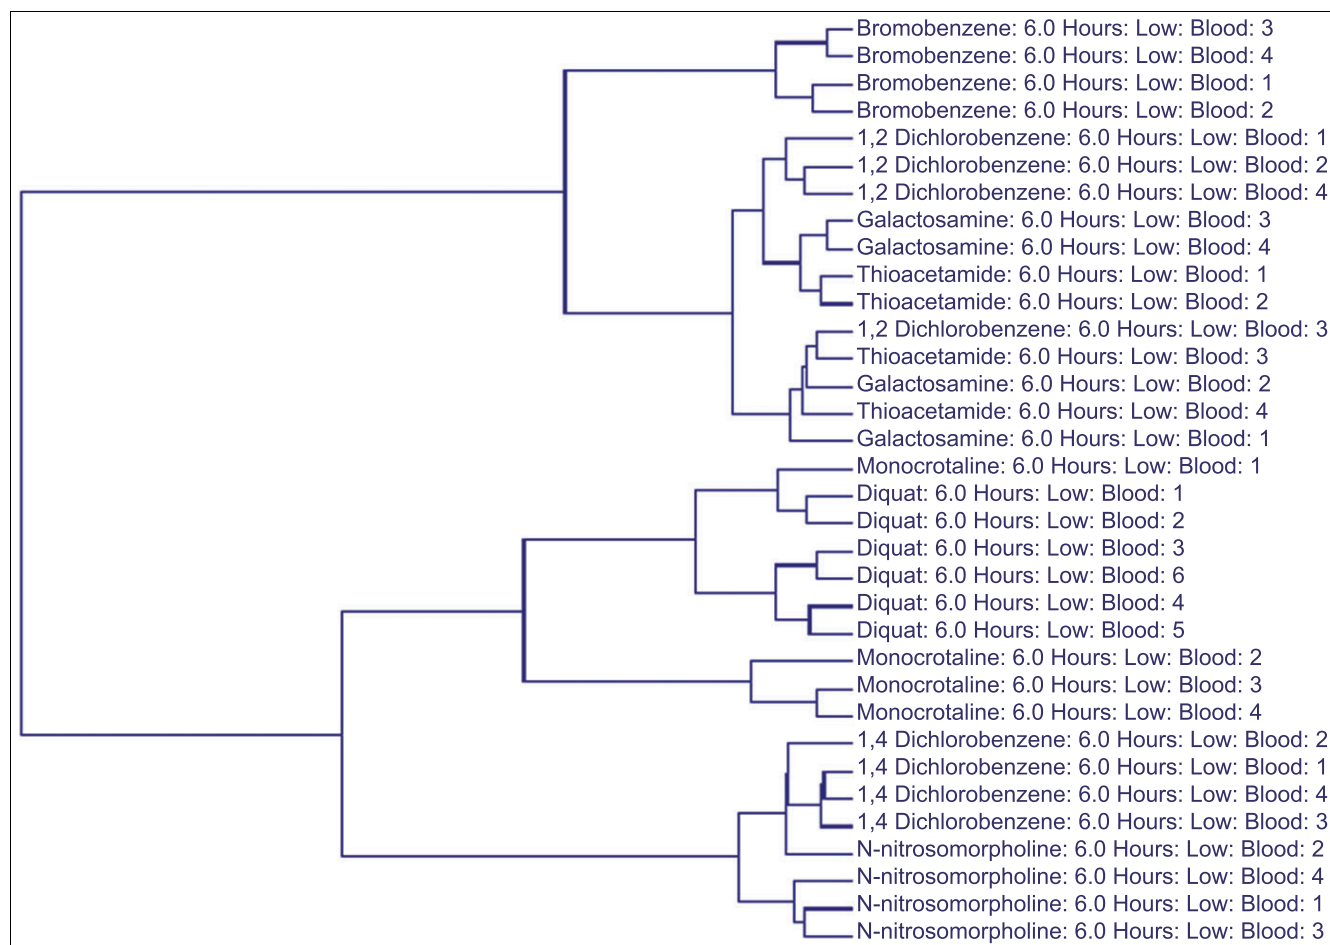 Bromobenzene: 6.0 Hours: Low: Blood: 3
Bromobenzene: 6.0 Hours: Low: Blood: 4
Bromobenzene: 6.0 Hours: Low: Blood: 1
Bromobenzene: 6.0 Hours: Low: Blood: 2
1,2 Dichlorobenzene: 6.0 Hours: Low: Blood: 1
1,2 Dichlorobenzene: 6.0 Hours: Low: Blood: 2
1,2 Dichlorobenzene: 6.0 Hours: Low: Blood: 4
Galactosamine: 6.0 Hours: Low: Blood: 3
Galactosamine: 6.0 Hours: Low: Blood: 4
Thioacetamide: 6.0 Hours: Low: Blood: 1
Thioacetamide: 6.0 Hours: Low: Blood: 2
1,2 Dichlorobenzene: 6.0 Hours: Low: Blood: 3
Thioacetamide: 6.0 Hours: Low: Blood: 3
Galactosamine: 6.0 Hours: Low: Blood: 2
Thioacetamide: 6.0 Hours: Low: Blood: 4
Galactosamine: 6.0 Hours: Low: Blood: 1
Monocrotaline: 6.0 Hours: Low: Blood: 1
Diquat: 6.0 Hours: Low: Blood: 1
Diquat: 6.0 Hours: Low: Blood: 2
Diquat: 6.0 Hours: Low: Blood: 3
Diquat: 6.0 Hours: Low: Blood: 6
Diquat: 6.0 Hours: Low: Blood: 4
Diquat: 6.0 Hours: Low: Blood: 5
Monocrotaline: 6.0 Hours: Low: Blood: 2
Monocrotaline: 6.0 Hours: Low: Blood: 3
Monocrotaline: 6.0 Hours: Low: Blood: 4
1,4 Dichlorobenzene: 6.0 Hours: Low: Blood: 2
1,4 Dichlorobenzene: 6.0 Hours: Low: Blood: 1
1,4 Dichlorobenzene: 6.0 Hours: Low: Blood: 4
1,4 Dichlorobenzene: 6.0 Hours: Low: Blood: 3
N-nitrosomorpholine: 6.0 Hours: Low: Blood: 2
N-nitrosomorpholine: 6.0 Hours: Low: Blood: 4
N-nitrosomorpholine: 6.0 Hours: Low: Blood: 1
N-nitrosomorpholine: 6.0 Hours: Low: Blood: 3